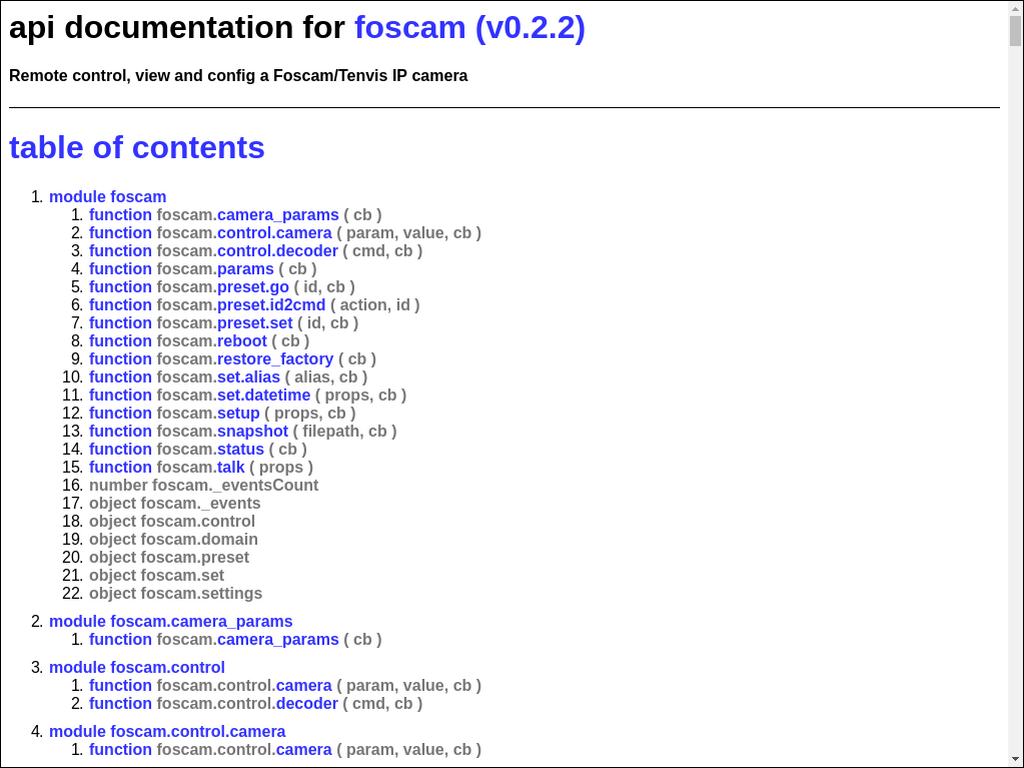 api documentation for foscam (v0.2.2)
Remote control, view and config a Foscam/Tenvis IP camera
table of contents
1. module foscam
1. function foscam.camera_params ( cb )
2. function foscam.control.camera ( param, value, cb )
3. function foscam.control.decoder ( cmd, cb )
4. function foscam.params ( cb )
5. function foscam.preset.go ( id, cb )
6. function foscam.preset.id2cmd ( action, id )
7. function foscam.preset.set ( id, cb )
8. function foscam.reboot ( cb )
9. function foscam.restore_factory ( cb )
10. function foscam.set.alias ( alias, cb )
11. function foscam.set.datetime ( props, cb )
12. function foscam.setup ( props, cb )
13. function foscam.snapshot ( filepath, cb )
14. function foscam.status ( cb )
15. function foscam.talk ( props )
16. number foscam._eventsCount
17. object foscam._events
18. object foscam.control
19. object foscam.domain
20. object foscam.preset
21. object foscam.set
22. object foscam.settings
2. module foscam.camera_params
1. function foscam.camera_params ( cb )
3. module foscam.control
1. function foscam.control.camera ( param, value, cb )
2. function foscam.control.decoder ( cmd, cb )
4. module foscam.control.camera
1. function foscam.control.camera ( param, value, cb )